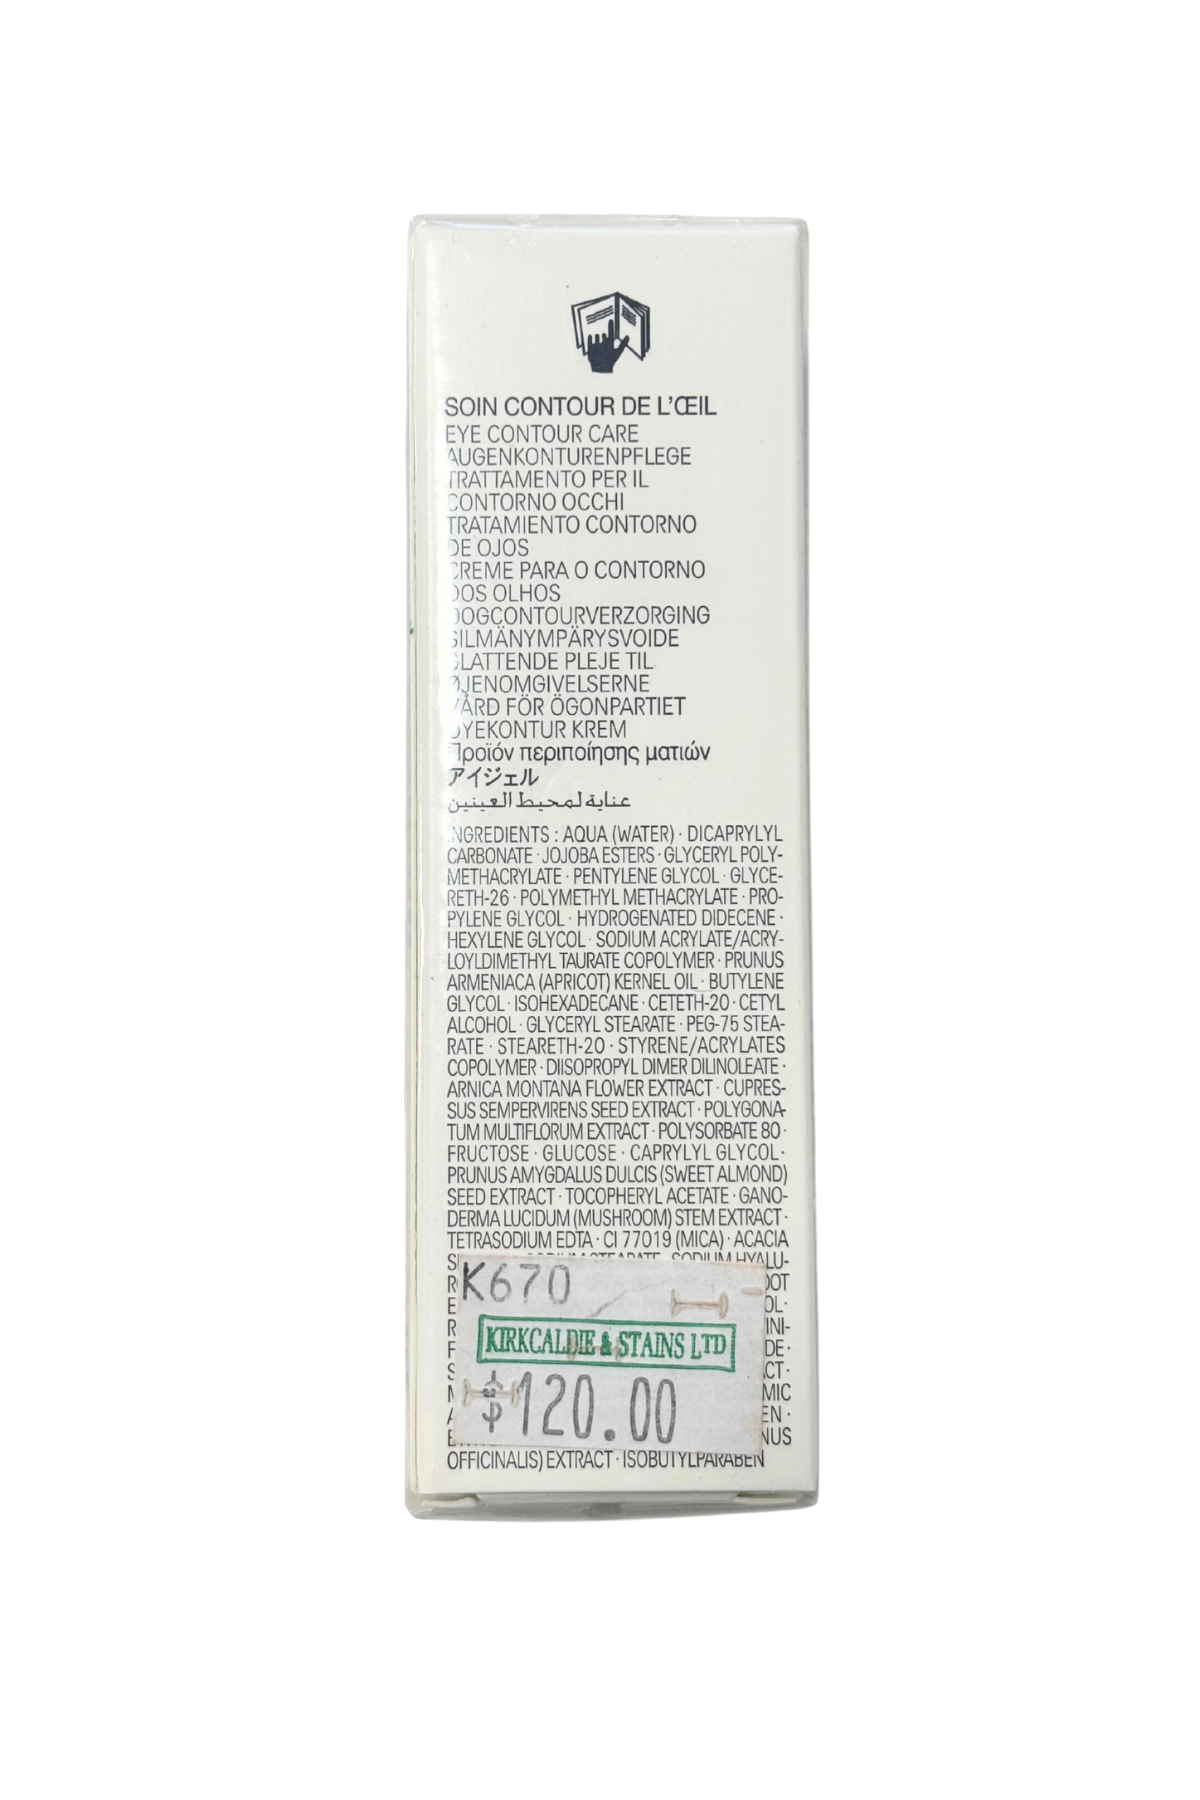 SOIN CONTOUR DE L'ŒIL
EYE CONTOUR CARE
AUGENKONTURENPFLEGE
TRATTAMENTO PER IL
CONTORNO OCCHI
TRATAMIENTO CONTORNO
DE OJOS
CREME PARA O CONTORNO
DOS OLHOS
OOGCONTOURVERZORGING
SILMÄNYMPÄRYSVOIDE
GLATTENDE PLEJE TIL
ØJENOMGIVELSERNE
VÅRD FÖR ÖGONPARTIET
GYEKONTUR KREM
Προϊόν περιποίησης ματιών
アイジェル
عناية لمحيط العينين
INGREDIENTS : AQUA (WATER) · DICAPRYLYL
CARBONATE · JOJOBA ESTERS · GLYCERYL POLY-
METHACRYLATE · PENTYLENE GLYCOL · GLYCE-
RETH-26 · POLYMETHYL METHACRYLATE · PRO-
PYLENE GLYCOL · HYDROGENATED DIDECENE ·
HEXYLENE GLYCOL · SODIUM ACRYLATE/ACRY-
LOYLDIMETHYL TAURATE COPOLYMER · PRUNUS
ARMENIACA (APRICOT) KERNEL OIL · BUTYLENE
GLYCOL · ISOHEXADECANE · CETETH-20 · CETYL
ALCOHOL · GLYCERYL STEARATE · PEG-75 STEA-
RATE · STEARETH-20 · STYRENE/ACRYLATES
COPOLYMER · DIISOPROPYL DIMER DILINOLEATE ·
ARNICA MONTANA FLOWER EXTRACT · CUPRES-
SUS SEMPERVIRENS SEED EXTRACT · POLYGONA-
TUM MULTIFLORUM EXTRACT · POLYSORBATE 80 ·
FRUCTOSE · GLUCOSE · CAPRYLYL GLYCOL ·
PRUNUS AMYGDALUS DULCIS (SWEET ALMOND)
SEED EXTRACT · TOCOPHERYL ACETATE · GANO-
DERMA LUCIDUM (MUSHROOM) STEM EXTRACT ·
TETRASODIUM EDTA · CI 77019 (MICA) · ACACIA
STEARATE · SODIUM HYALU-
K670
KIRKCALDIE & STAINS LTD
$120.00
OFFICINALIS) EXTRACT · ISOBUTYLPARABEN